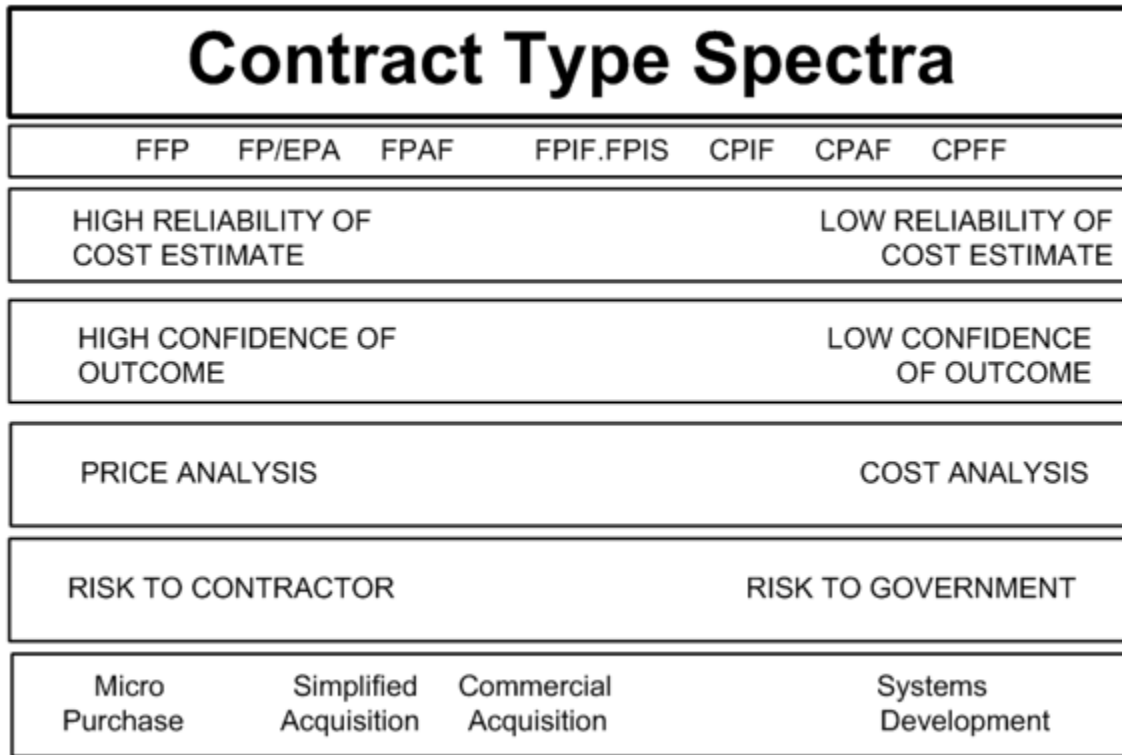 Contract Type Spectra
FFP FP/EPA FPAF FPIF.FPIS CPIF CPAF CPFF
HIGH RELIABILITY OF LOW RELIABILITY OF
COST ESTIMATE COST ESTIMATE
HIGH CONFIDENCE OF LOW CONFIDENCE
OUTCOME OF OUTCOME
PRICE ANALYSIS COST ANALYSIS
RISK TO CONTRACTOR RISK TO GOVERNMENT
Micro Simplified Commercial Systems
Purchase Acquisition Acquisition Development